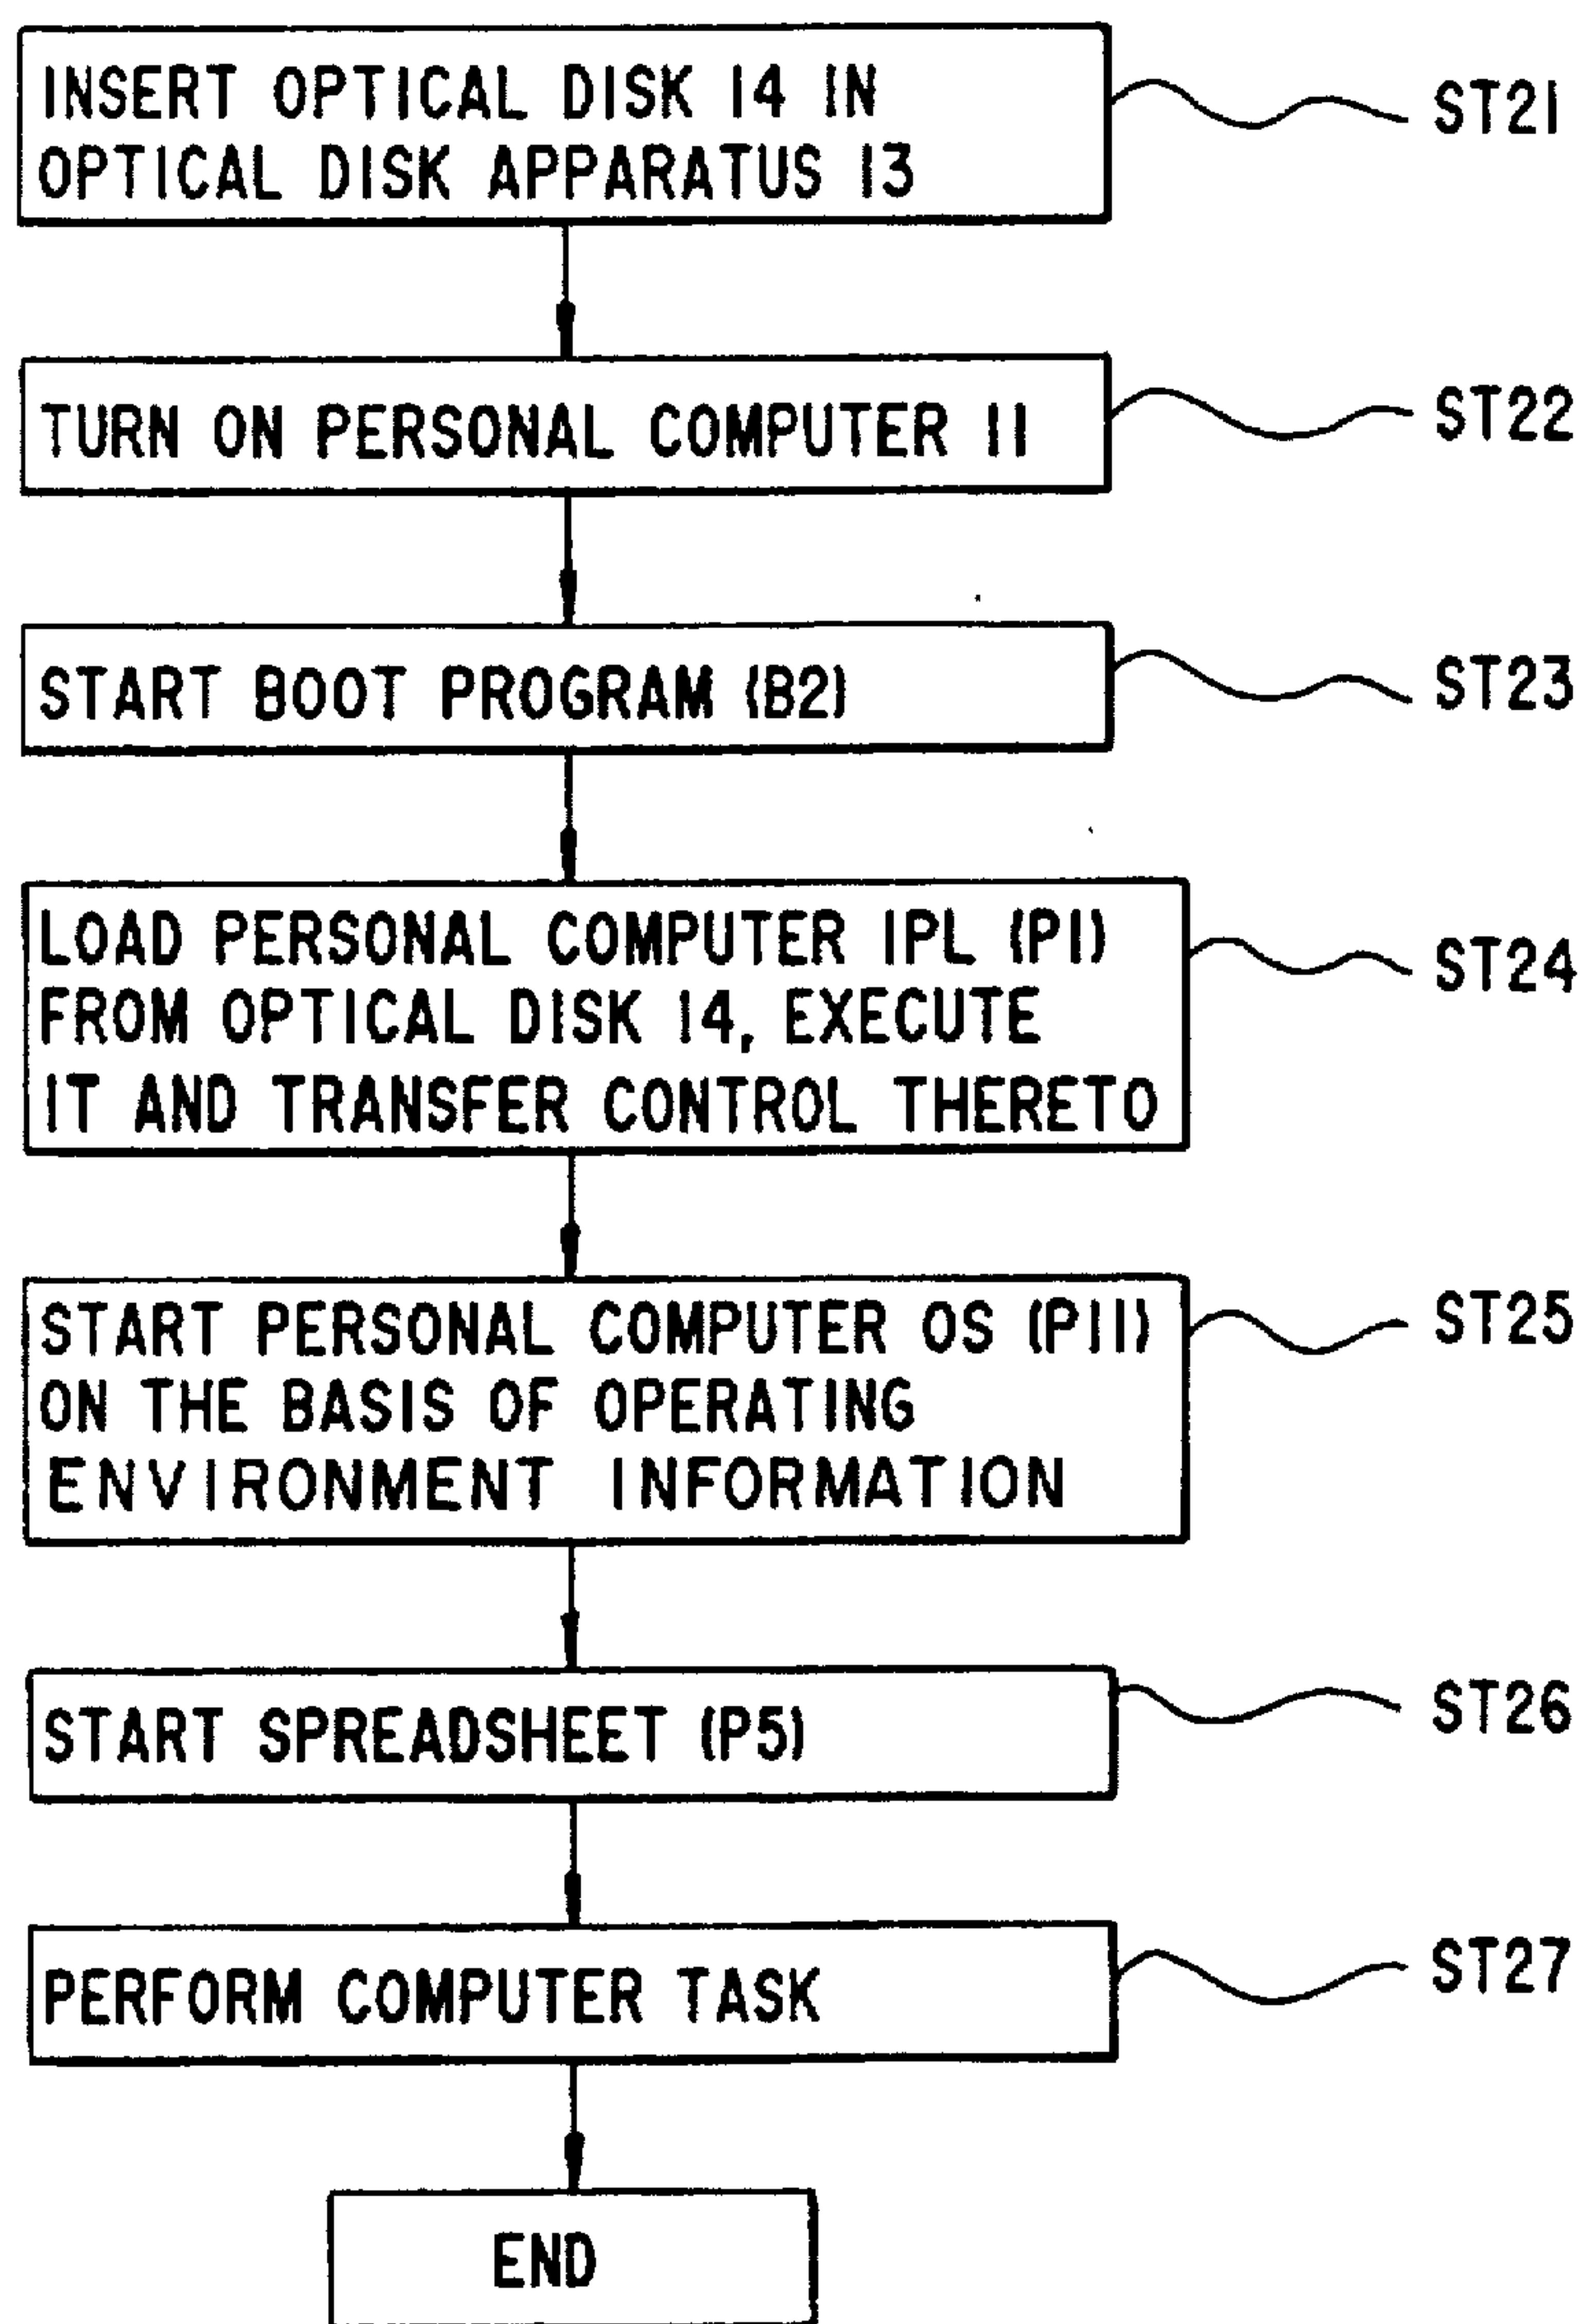 INSERT OPTICAL DISK 14 IN
OPTICAL DISK APPARATUS 13
ST21
TURN ON PERSONAL COMPUTER 11
ST22
START BOOT PROGRAM (B2)
ST23
LOAD PERSONAL COMPUTER IPL (P1)
FROM OPTICAL DISK 14, EXECUTE
IT AND TRANSFER CONTROL THERETO
ST24
START PERSONAL COMPUTER OS (P11)
ON THE BASIS OF OPERATING
ENVIRONMENT INFORMATION
ST25
START SPREADSHEET (P5)
ST26
PERFORM COMPUTER TASK
ST27
END